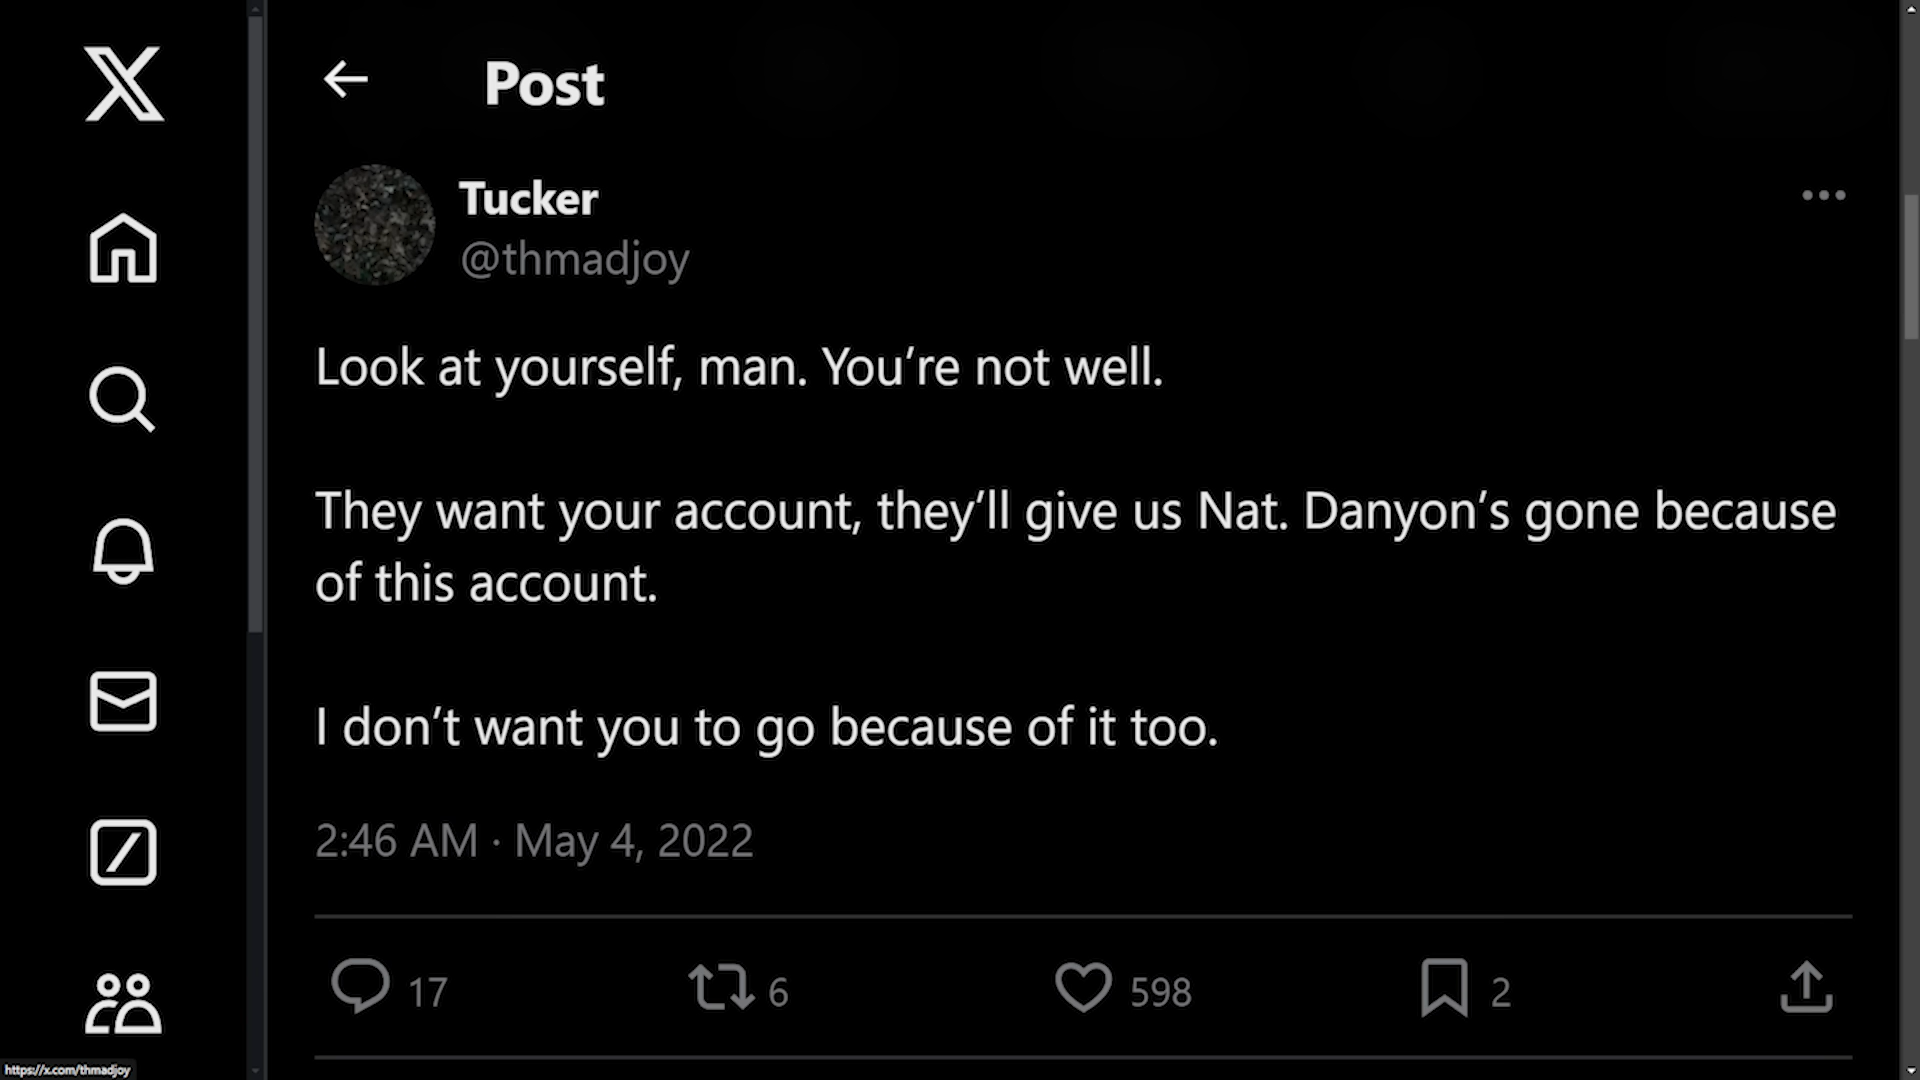 Post
Tucker
@thmadjoy
Look at yourself, man. You’re not well.
They want your account, they’ll give us Nat. Danyon’s gone because
of this account.
I don’t want you to go because of it too.
2:46 AM · May 4, 2022
17 6 598 2
https://x.com/thmadjoy